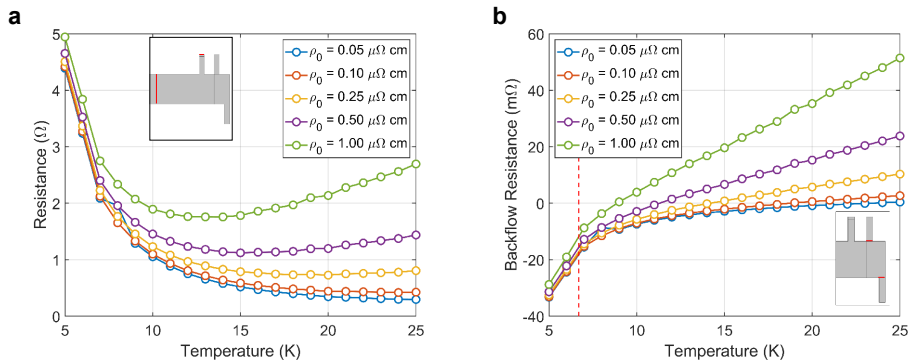 a
5
4
3
2
1
0
Resistance (Ω)
5
10
15
20
25
Temperature (K)
ρ0 = 0.05 μΩ cm
ρ0 = 0.10 μΩ cm
ρ0 = 0.25 μΩ cm
ρ0 = 0.50 μΩ cm
ρ0 = 1.00 μΩ cm
b
60
40
20
0
-20
-40
Backflow Resistance (mΩ)
5
10
15
20
25
Temperature (K)
ρ0 = 0.05 μΩ cm
ρ0 = 0.10 μΩ cm
ρ0 = 0.25 μΩ cm
ρ0 = 0.50 μΩ cm
ρ0 = 1.00 μΩ cm